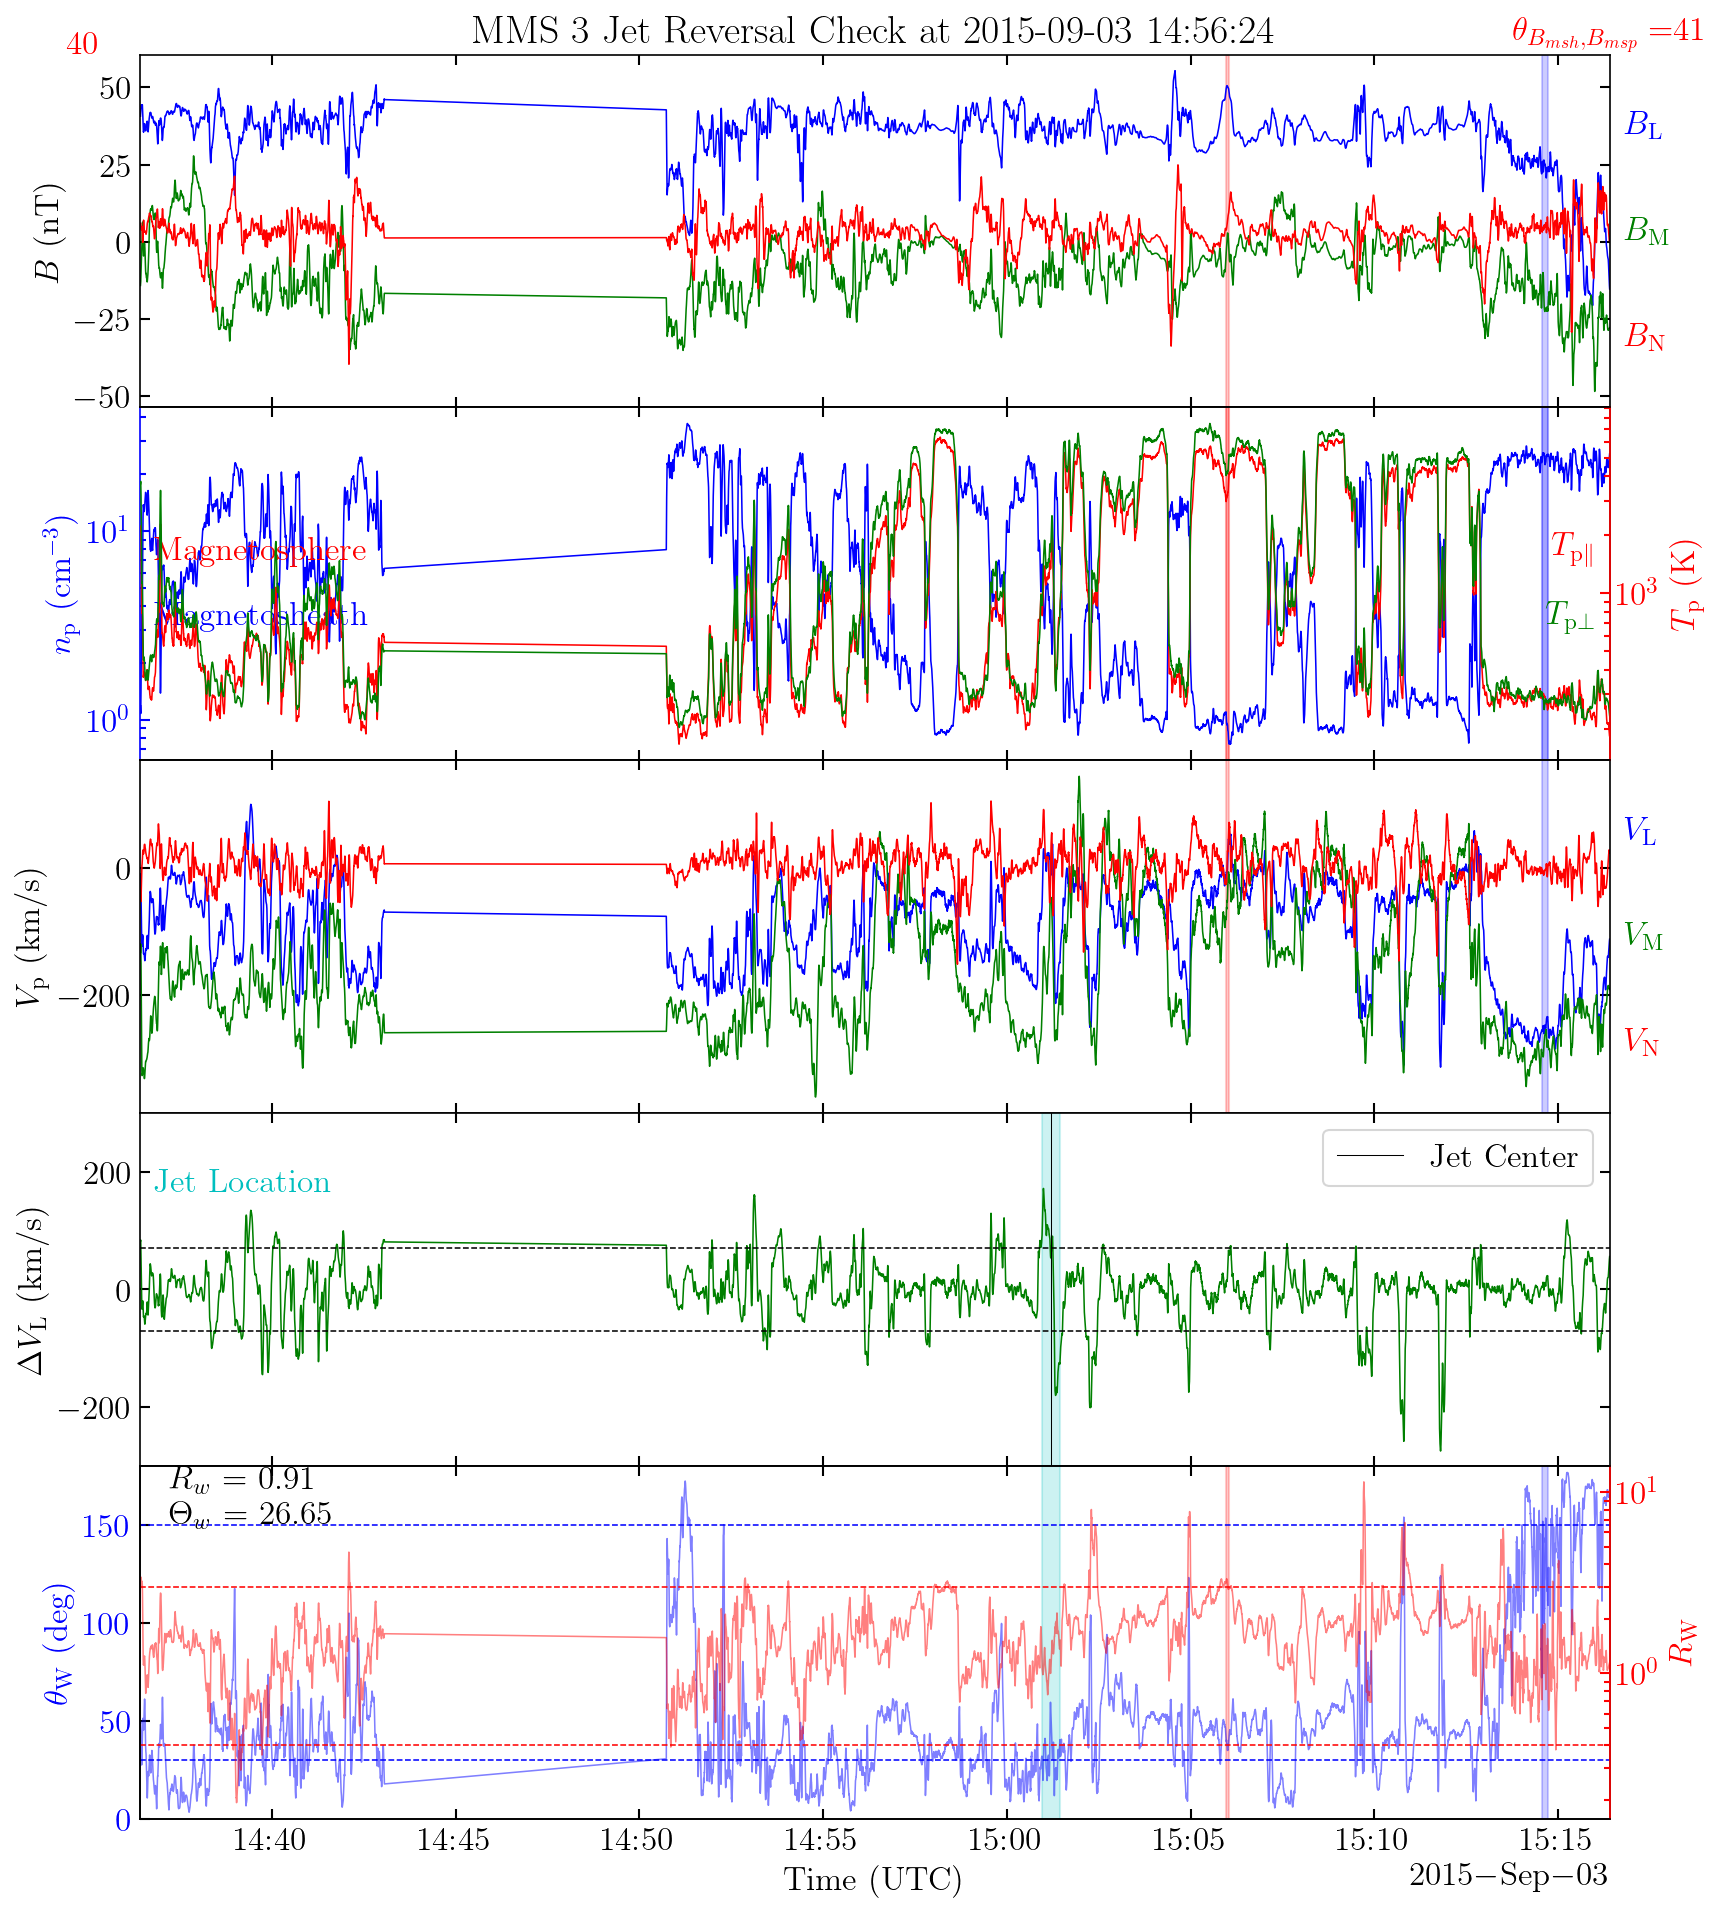 MMS 3 Jet Reversal Check at 2015-09-03 14:56:24
40
θ_{B_{msh},B_{msp}} =41
50
25
0
−25
−50
B (nT)
B_L
B_M
B_N
10^1
10^0
n_p (cm^{−3})
Magnetosphere
Magnetosheath
T_{p∥}
T_{p⊥}
10^3
T_p (K)
0
−200
V_p (km/s)
V_L
V_M
V_N
200
0
−200
ΔV_L (km/s)
Jet Location
Jet Center
R_w = 0.91
Θ_w = 26.65
150
100
50
0
θ_W (deg)
10^1
10^0
R_W
14:40 14:45 14:50 14:55 15:00 15:05 15:10 15:15
Time (UTC)
2015−Sep−03